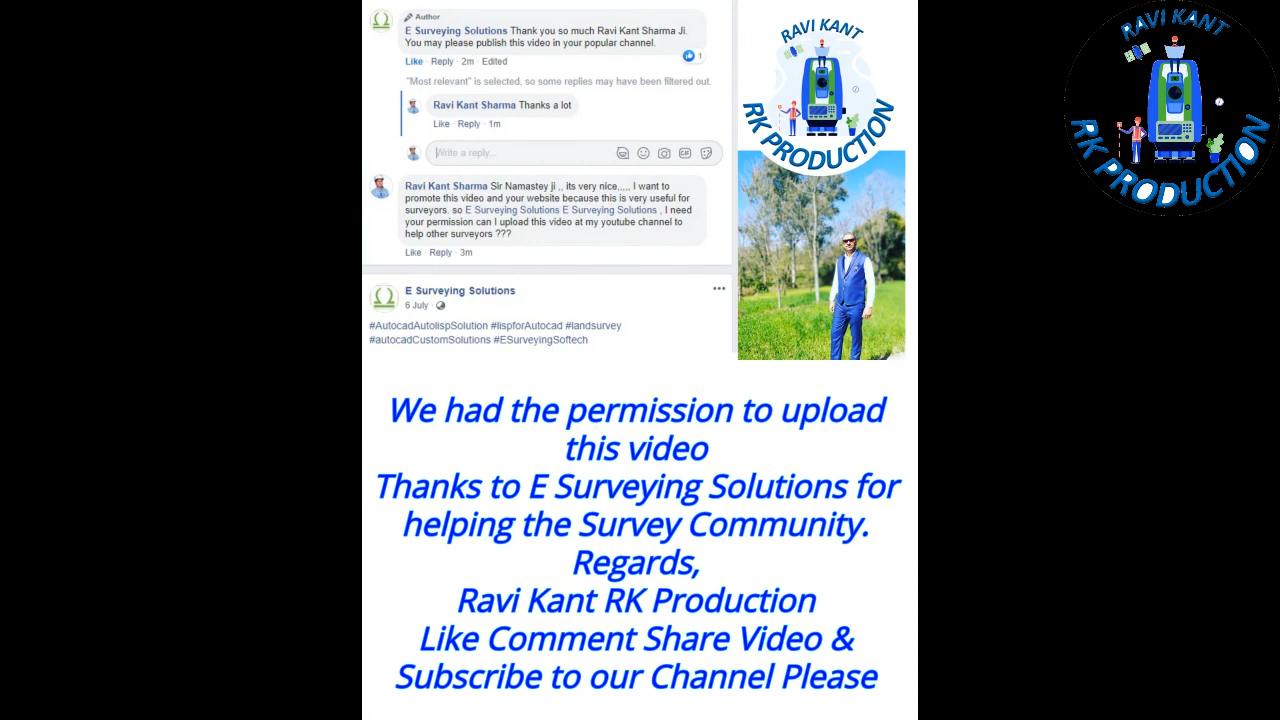 Author
E Surveying Solutions Thank you so much Ravi Kant Sharma Ji.
You may please publish this video in your popular channel.
1
Like · Reply · 2m · Edited
"Most relevant" is selected, so some replies may have been filtered out.
Ravi Kant Sharma Thanks a lot
Like · Reply · 1m
Write a reply...
GIF
Ravi Kant Sharma Sir Namastey ji ,, its very nice,,,,, I want to
promote this video and your website because this is very useful for
surveyors. so E Surveying Solutions E Surveying Solutions , I need
your permission can I upload this video at my youtube channel to
help other surveyors ???
Like · Reply · 3m
E Surveying Solutions
6 July ·
#AutocadAutolispSolution #lispforAutocad #landsurvey
#autocadCustomSolutions #ESurveyingSoftech
RAVI KANT
RK PRODUCTION
RAVI KANT
RK PRODUCTION
We had the permission to upload
this video
Thanks to E Surveying Solutions for
helping the Survey Community.
Regards,
Ravi Kant RK Production
Like Comment Share Video &
Subscribe to our Channel Please